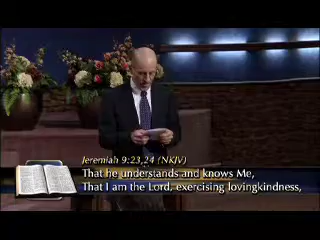 Jeremiah 9:23,24 (NKJV)
That he understands and knows Me,
That I am the Lord, exercising lovingkindness,